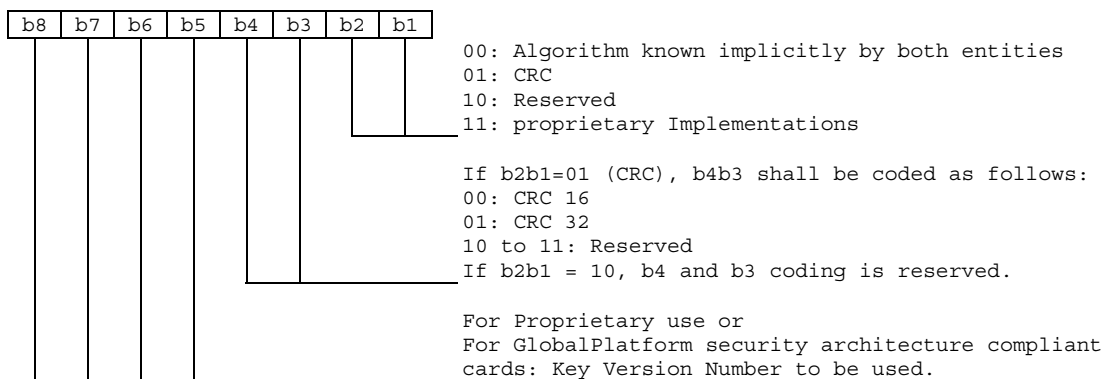 b8 b7 b6 b5 b4 b3 b2 b1
00: Algorithm known implicitly by both entities
01: CRC
10: Reserved
11: proprietary Implementations
If b2b1=01 (CRC), b4b3 shall be coded as follows:
00: CRC 16
01: CRC 32
10 to 11: Reserved
If b2b1 = 10, b4 and b3 coding is reserved.
For Proprietary use or
For GlobalPlatform security architecture compliant
cards: Key Version Number to be used.